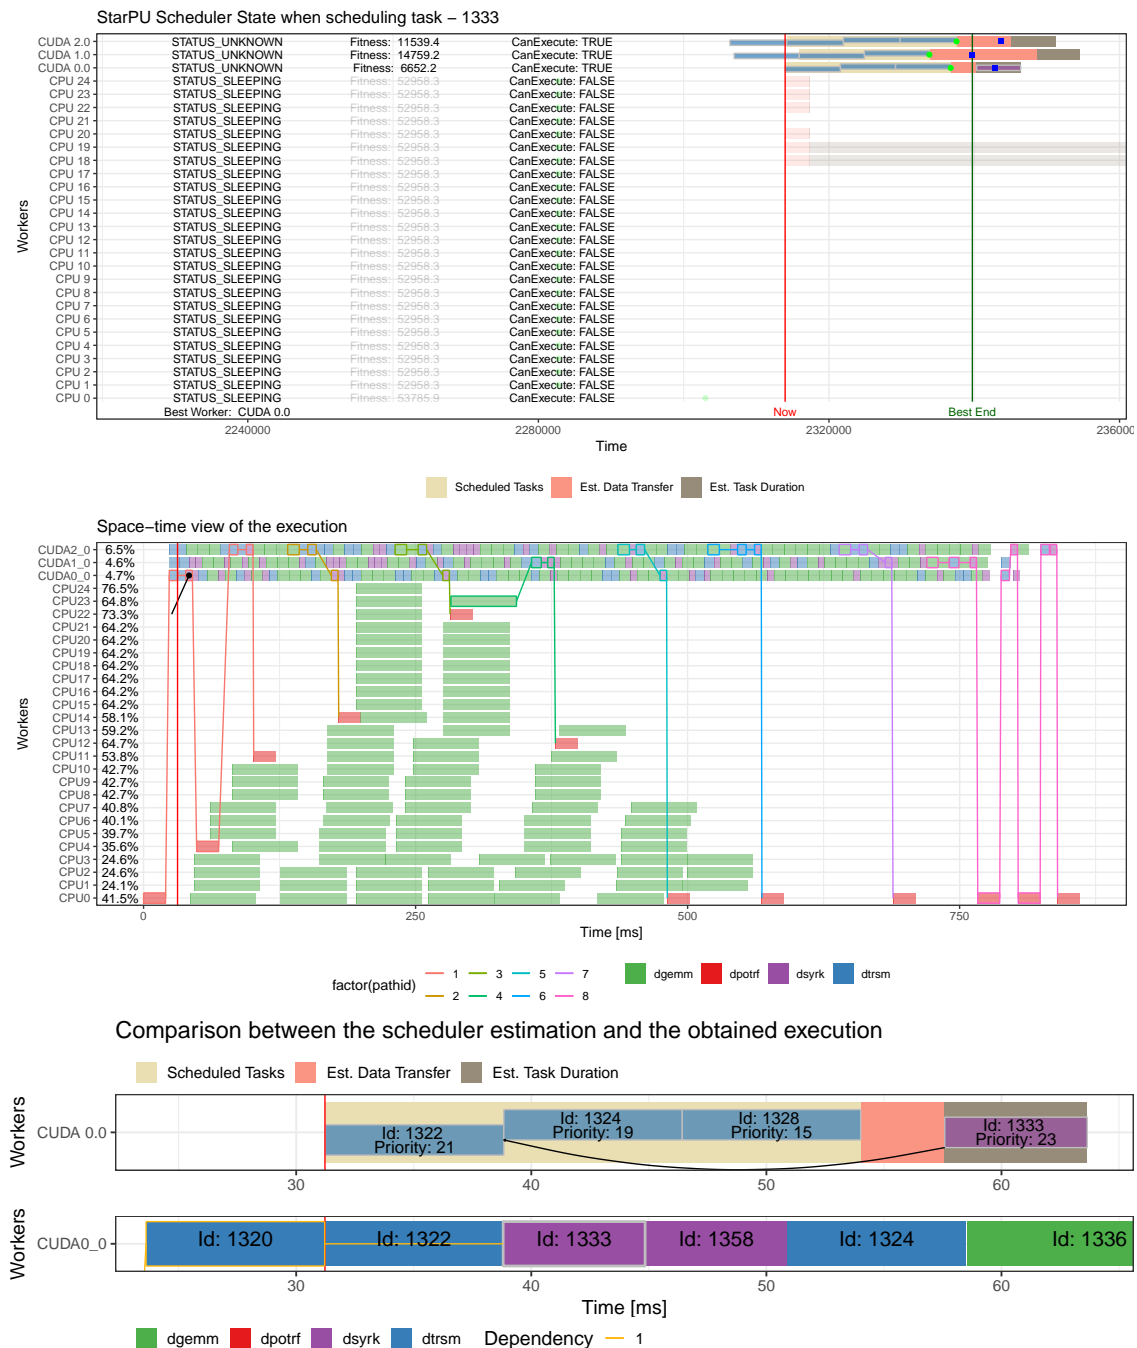 StarPU Scheduler State when scheduling task − 1333
CUDA 2.0 STATUS_UNKNOWN Fitness: 11539.4 CanExecute: TRUE
CUDA 1.0 STATUS_UNKNOWN Fitness: 14759.2 CanExecute: TRUE
CUDA 0.0 STATUS_UNKNOWN Fitness: 6652.2 CanExecute: TRUE
CPU 24 STATUS_SLEEPING Fitness: 52958.3 CanExecute: FALSE
CPU 23 STATUS_SLEEPING Fitness: 52958.3 CanExecute: FALSE
CPU 22 STATUS_SLEEPING Fitness: 52958.3 CanExecute: FALSE
CPU 21 STATUS_SLEEPING Fitness: 52958.3 CanExecute: FALSE
CPU 20 STATUS_SLEEPING Fitness: 52958.3 CanExecute: FALSE
CPU 19 STATUS_SLEEPING Fitness: 52958.3 CanExecute: FALSE
CPU 18 STATUS_SLEEPING Fitness: 52958.3 CanExecute: FALSE
CPU 17 STATUS_SLEEPING Fitness: 52958.3 CanExecute: FALSE
CPU 16 STATUS_SLEEPING Fitness: 52958.3 CanExecute: FALSE
CPU 15 STATUS_SLEEPING Fitness: 52958.3 CanExecute: FALSE
CPU 14 STATUS_SLEEPING Fitness: 52958.3 CanExecute: FALSE
CPU 13 STATUS_SLEEPING Fitness: 52958.3 CanExecute: FALSE
CPU 12 STATUS_SLEEPING Fitness: 52958.3 CanExecute: FALSE
CPU 11 STATUS_SLEEPING Fitness: 52958.3 CanExecute: FALSE
CPU 10 STATUS_SLEEPING Fitness: 52958.3 CanExecute: FALSE
CPU 9 STATUS_SLEEPING Fitness: 52958.3 CanExecute: FALSE
CPU 8 STATUS_SLEEPING Fitness: 52958.3 CanExecute: FALSE
CPU 7 STATUS_SLEEPING Fitness: 52958.3 CanExecute: FALSE
CPU 6 STATUS_SLEEPING Fitness: 52958.3 CanExecute: FALSE
CPU 5 STATUS_SLEEPING Fitness: 52958.3 CanExecute: FALSE
CPU 4 STATUS_SLEEPING Fitness: 52958.3 CanExecute: FALSE
CPU 3 STATUS_SLEEPING Fitness: 52958.3 CanExecute: FALSE
CPU 2 STATUS_SLEEPING Fitness: 52958.3 CanExecute: FALSE
CPU 1 STATUS_SLEEPING Fitness: 52958.3 CanExecute: FALSE
CPU 0 STATUS_SLEEPING Fitness: 53785.9 CanExecute: FALSE
Best Worker: CUDA 0.0 Now Best End
Workers
2240000 2280000 2320000 236000
Time
Scheduled Tasks Est. Data Transfer Est. Task Duration
Space−time view of the execution
CUDA2_0 6.5%
CUDA1_0 4.6%
CUDA0_0 4.7%
CPU24 76.5%
CPU23 64.8%
CPU22 73.3%
CPU21 64.2%
CPU20 64.2%
CPU19 64.2%
CPU18 64.2%
CPU17 64.2%
CPU16 64.2%
CPU15 64.2%
CPU14 58.1%
CPU13 59.2%
CPU12 64.7%
CPU11 53.8%
CPU10 42.7%
CPU9 42.7%
CPU8 42.7%
CPU7 40.8%
CPU6 40.1%
CPU5 39.7%
CPU4 35.6%
CPU3 24.6%
CPU2 24.6%
CPU1 24.1%
CPU0 41.5%
Workers
0 250 500 750
Time [ms]
factor(pathid) 1 3 5 7
2 4 6 8
dgemm dpotrf dsyrk dtrsm
Comparison between the scheduler estimation and the obtained execution
Scheduled Tasks Est. Data Transfer Est. Task Duration
Workers
CUDA 0.0
Id: 1322
Priority: 21
Id: 1324
Priority: 19
Id: 1328
Priority: 15
Id: 1333
Priority: 23
30 40 50 60
Workers
CUDA0_0 Id: 1320 Id: 1322 Id: 1333 Id: 1358 Id: 1324 Id: 1336
30 40 50 60
Time [ms]
dgemm dpotrf dsyrk dtrsm Dependency 1